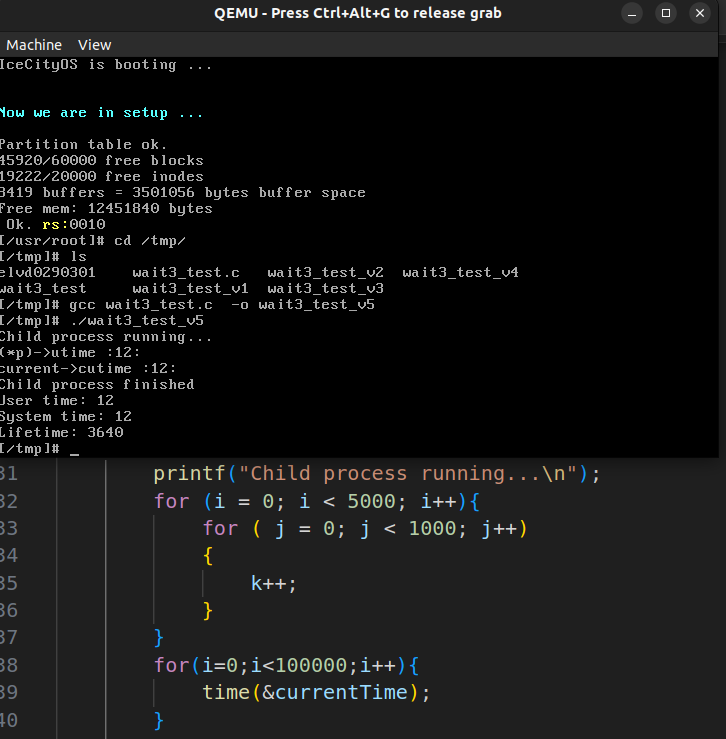 QEMU - Press Ctrl+Alt+G to release grab
Machine View
IceCityOS is booting ...
Now we are in setup ...
Partition table ok.
45920/60000 free blocks
19222/20000 free inodes
3419 buffers = 3501056 bytes buffer space
Free mem: 12451840 bytes
Ok. rs:0010
[/usr/root]# cd /tmp/
[/tmp]# ls
elvd0290301 wait3_test.c wait3_test_v2 wait3_test_v4
wait3_test wait3_test_v1 wait3_test_v3
[/tmp]# gcc wait3_test.c -o wait3_test_v5
[/tmp]# ./wait3_test_v5
Child process running...
(*p)->utime :12:
current->cutime :12:
Child process finished
User time: 12
System time: 12
Lifetime: 3640
[/tmp]# _
31 printf("Child process running...\n");
32 for (i = 0; i < 5000; i++){
33 for ( j = 0; j < 1000; j++)
34 {
35 k++;
36 }
37 }
38 for(i=0;i<100000;i++){
39 time(&currentTime);
40 }